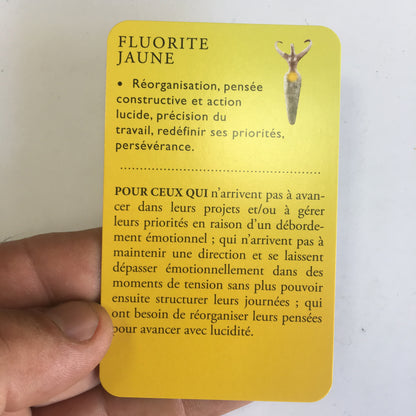 FLUORITE
JAUNE
• Réorganisation, pensée
constructive et action
lucide, précision du
travail, redéfinir ses priorités,
persévérance.
POUR CEUX QUI n'arrivent pas à avan-
cer dans leurs projets et/ou à gérer
leurs priorités en raison d'un déborde-
ment émotionnel ; qui n'arrivent pas à
maintenir une direction et se laissent
dépasser émotionnellement dans des
moments de tension sans plus pouvoir
ensuite structurer leurs journées ; qui
ont besoin de réorganiser leurs pensées
pour avancer avec lucidité.